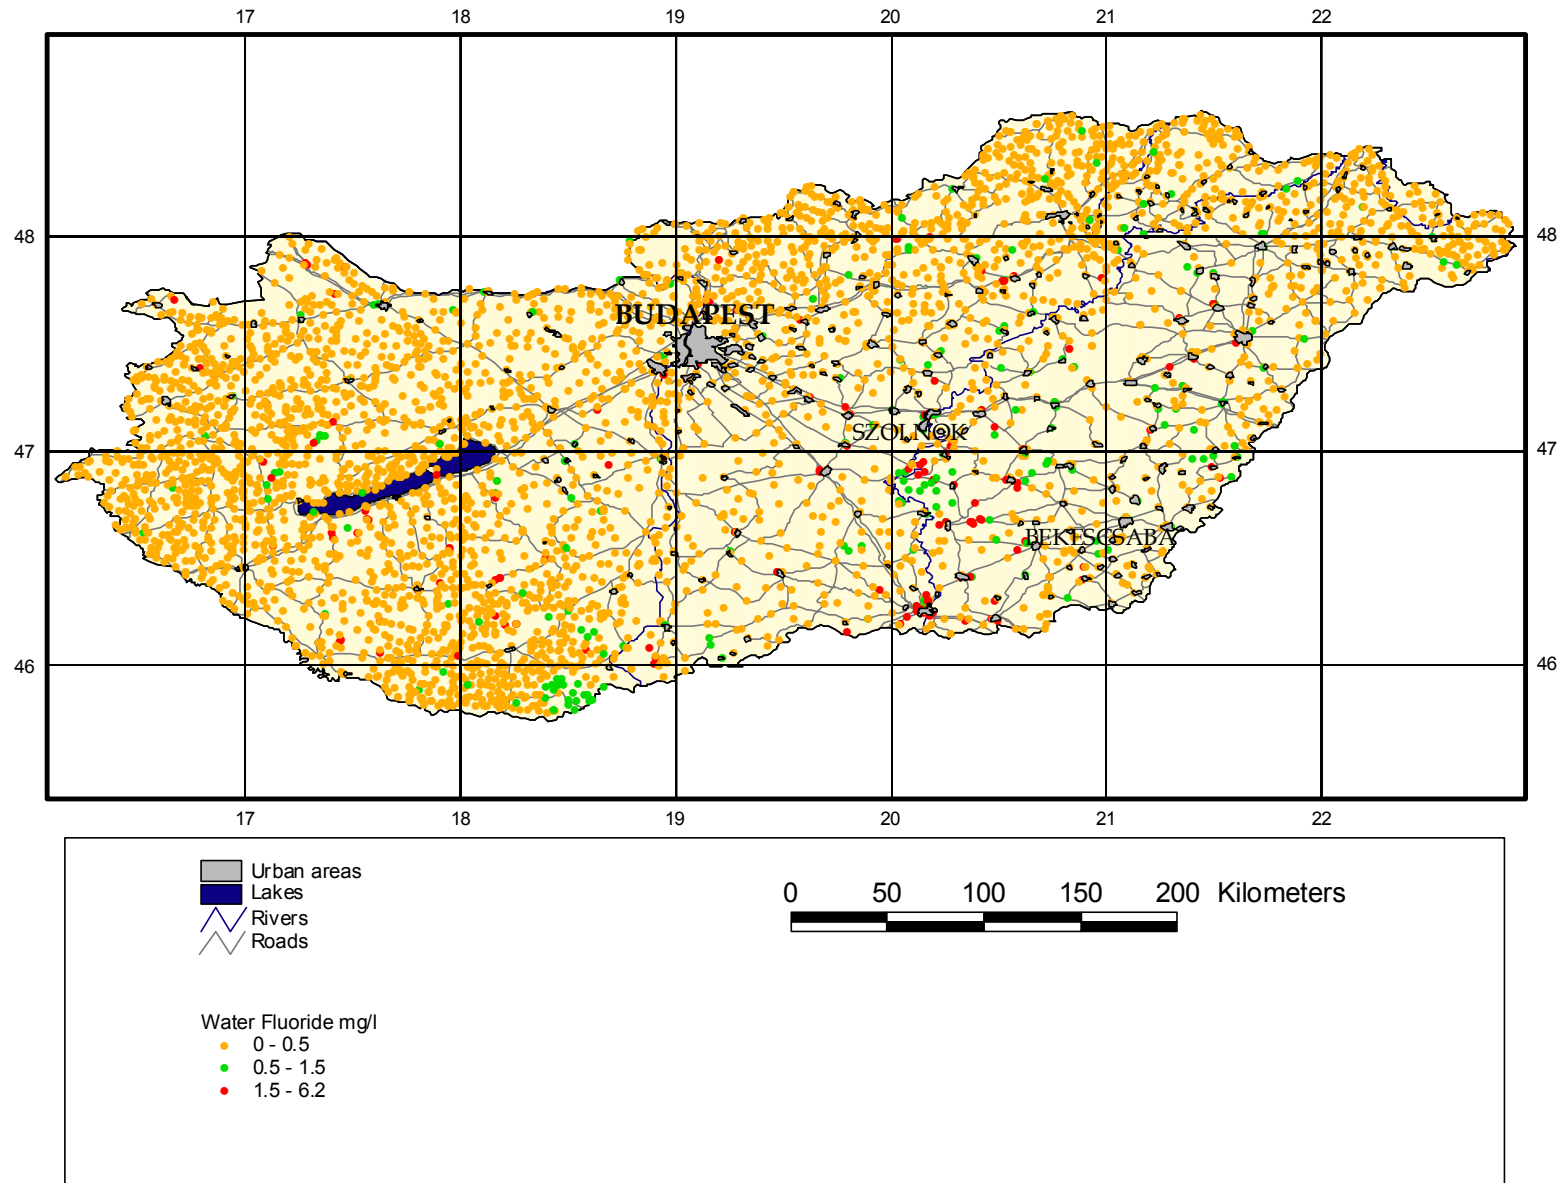 17 18 19 20 21 22
48 48
47 47
46 46
BUDAPEST
SZOLNOK
BEKESCSABA
17 18 19 20 21 22
Urban areas
Lakes
Rivers
Roads
0 50 100 150 200 Kilometers
Water Fluoride mg/l
0 - 0.5
0.5 - 1.5
1.5 - 6.2